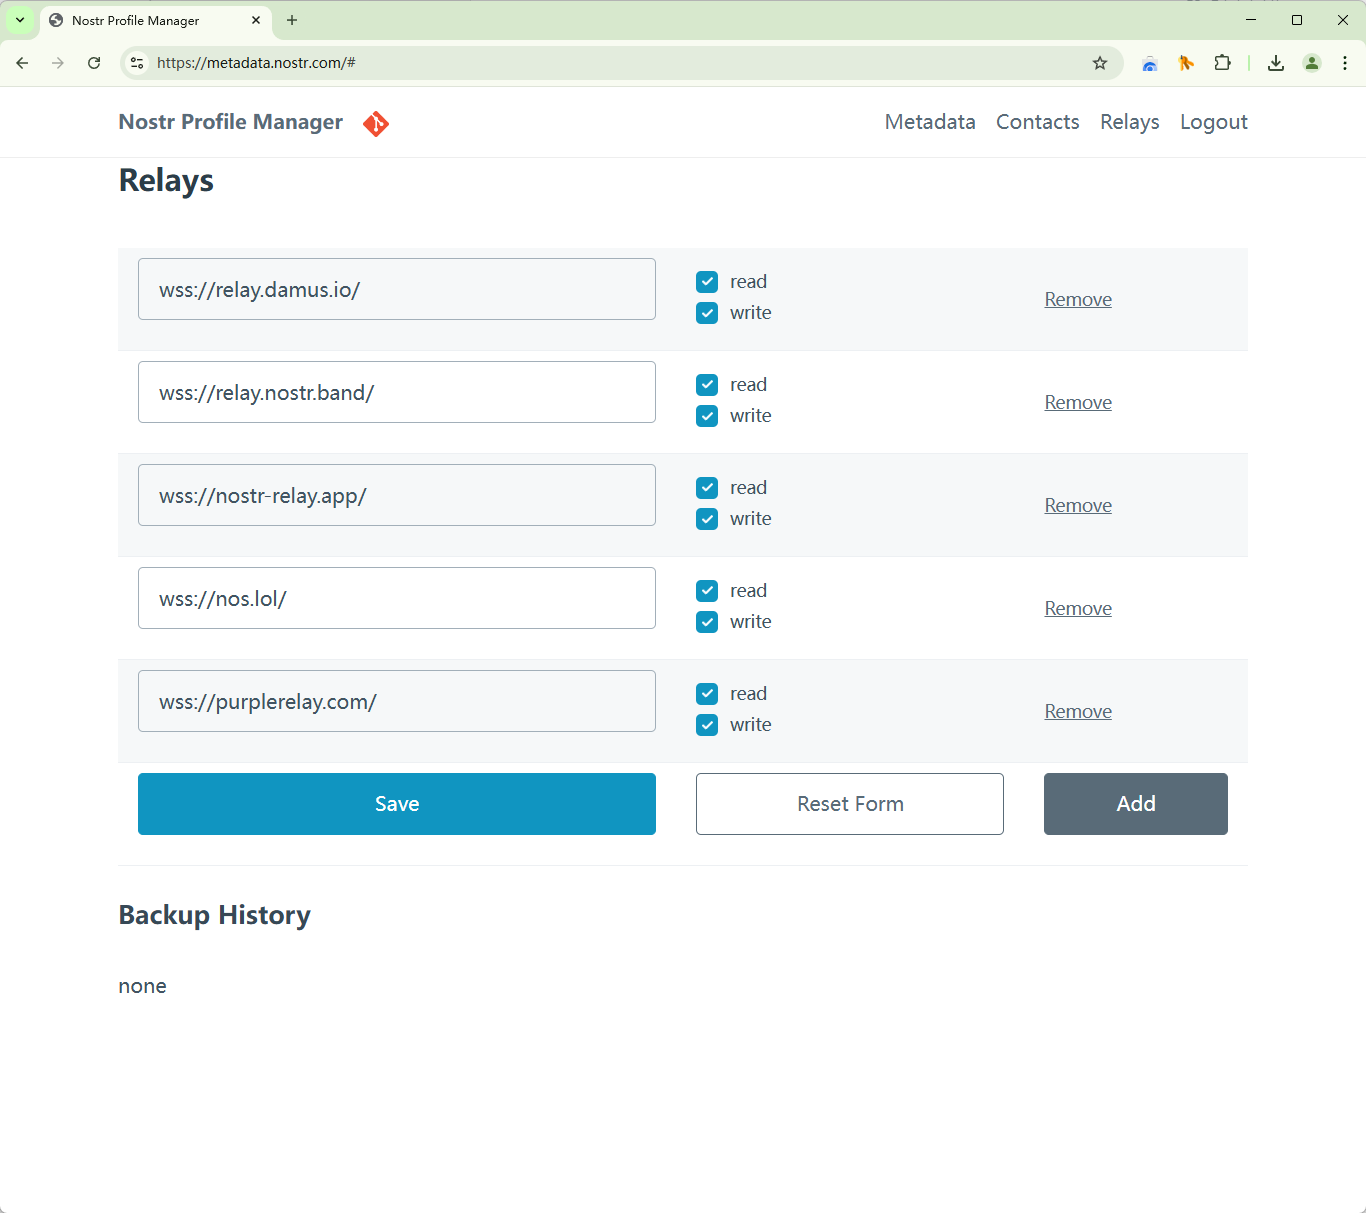 Nostr Profile Manager
https://metadata.nostr.com/#
Nostr Profile Manager
Metadata Contacts Relays Logout
Relays
wss://relay.damus.io/
read
write
Remove
wss://relay.nostr.band/
read
write
Remove
wss://nostr-relay.app/
read
write
Remove
wss://nos.lol/
read
write
Remove
wss://purplerelay.com/
read
write
Remove
Save
Reset Form
Add
Backup History
none